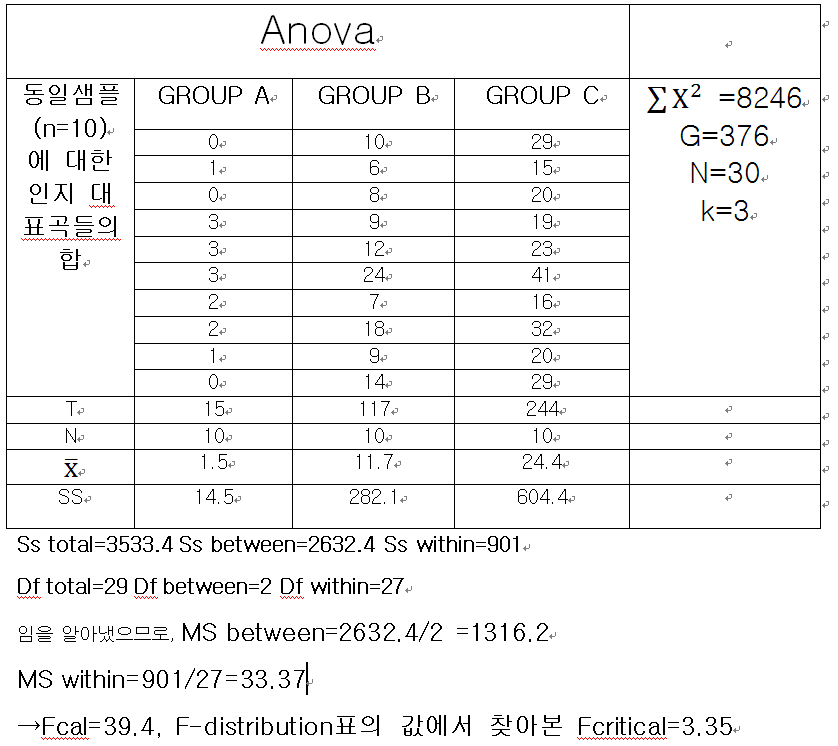 Anova
동일샘플
(n=10)
에 대한
인지 대
표곡들의
합
GROUP A GROUP B GROUP C
0 10 29
1 6 15
0 8 20
3 9 19
3 12 23
3 24 41
2 7 16
2 18 32
1 9 20
0 14 29
∑X² =8246
G=376
N=30
k=3
T 15 117 244
N 10 10 10
x̅ 1.5 11.7 24.4
SS 14.5 282.1 604.4
Ss total=3533.4 Ss between=2632.4 Ss within=901
Df total=29 Df between=2 Df within=27
임을 알아냈으므로, MS between=2632.4/2 =1316.2
MS within=901/27=33.37
→Fcal=39.4, F-distribution표의 값에서 찾아본 Fcritical=3.35